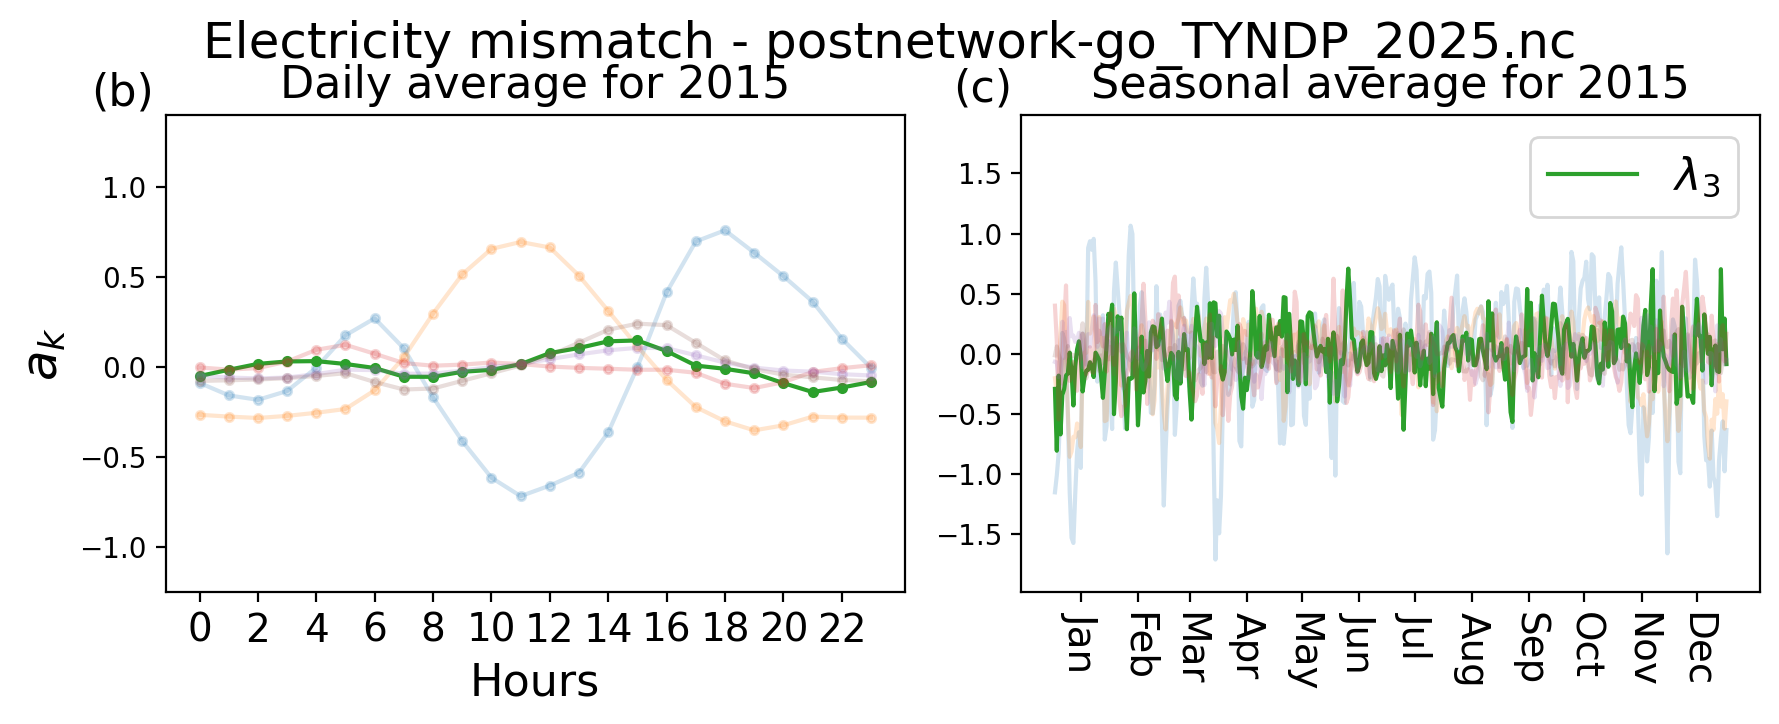 Electricity mismatch - postnetwork-go_TYNDP_2025.nc
(b) Daily average for 2015
1.0
0.5
0.0
−0.5
−1.0
a_k
0 2 4 6 8 10 12 14 16 18 20 22
Hours
(c) Seasonal average for 2015
λ₃
1.5
1.0
0.5
0.0
−0.5
−1.0
−1.5
Jan Feb Mar Apr May Jun Jul Aug Sep Oct Nov Dec